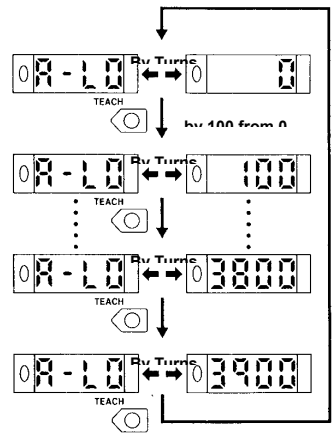 A-L0 By Turns 0
TEACH
by 100 from 0
A-L0 By Turns 100
TEACH
A-L0 By Turns 3800
TEACH
A-L0 By Turns 3900
TEACH